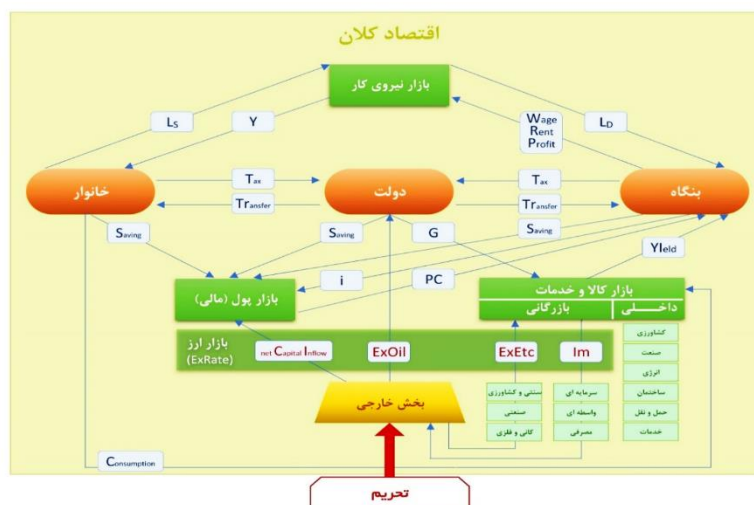 اقتصاد کلان
بازار نیروی کار
LS
Y
Wage
Rent
Profit
LD
خانوار
Tax
Transfer
دولت
Tax
Transfer
بنگاه
Saving
Saving
G
Saving
YIeld
i
PC
بازار پول (مالی)
بازار کالا و خدمات
بازرگانی
داخلی
بازار ارز
(ExRate)
net Capital Inflow
ExOil
ExEtc
Im
کشاورزی
صنعت
انرژی
ساختمان
حمل و نقل
خدمات
سنتی و کشاورزی
صنعتی
کانی و فلزی
سرمایه ای
واسطه ای
مصرفی
بخش خارجی
Consumption
تحریم